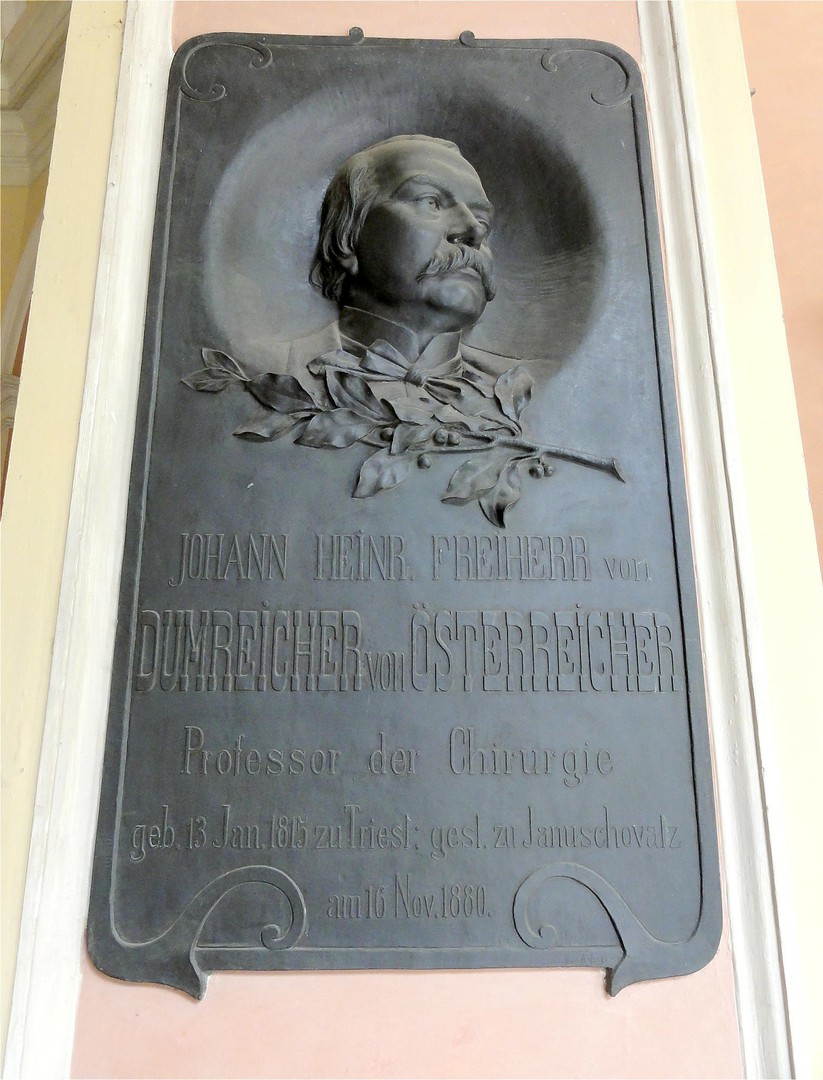 JOHANN HEINR. FREIHERR von
DUMREICHER von ÖSTERREICHER
Professor der Chirurgie
geb. 13 Jan. 1815 zu Triest; gest. zu Januschovatz
am 16 Nov. 1880.